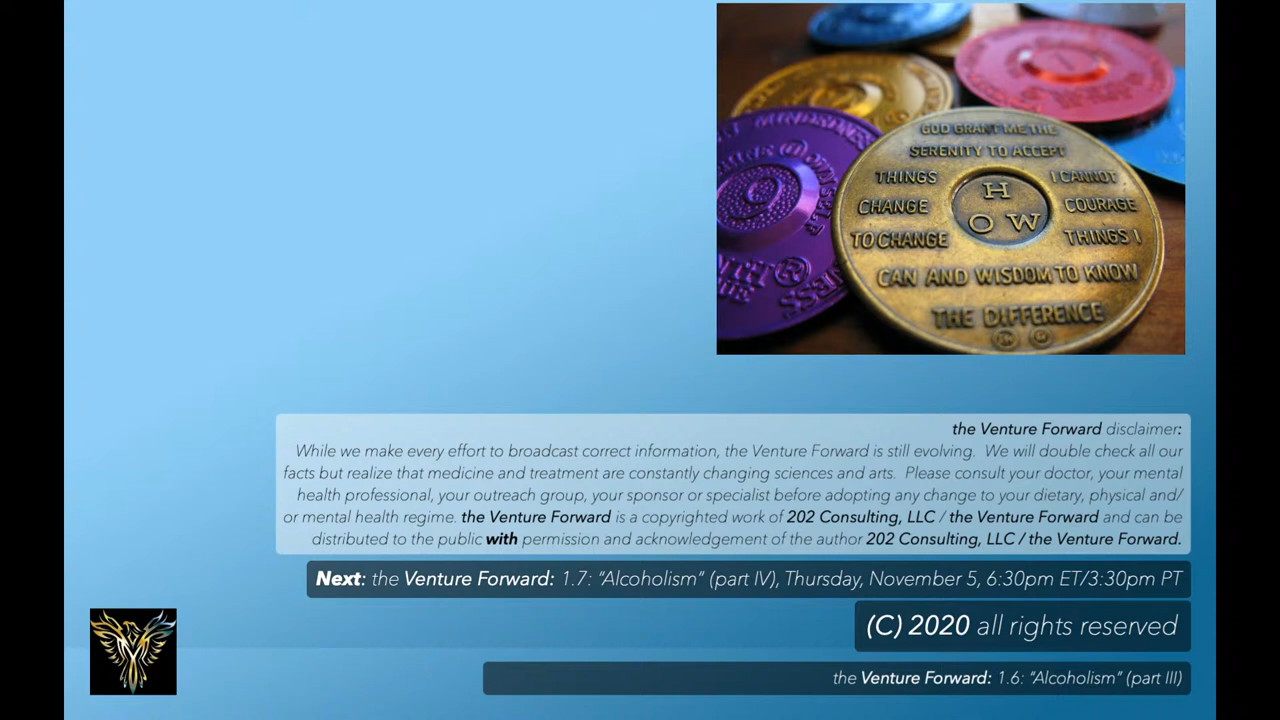 GOD GRANT ME THE
SERENITY TO ACCEPT
THINGS I CANNOT
CHANGE COURAGE
TO CHANGE THINGS I
CAN AND WISDOM TO KNOW
THE DIFFERENCE
H
O W
MINDEDNESS
the Venture Forward disclaimer:
While we make every effort to broadcast correct information, the Venture Forward is still evolving. We will double check all our
facts but realize that medicine and treatment are constantly changing sciences and arts. Please consult your doctor, your mental
health professional, your outreach group, your sponsor or specialist before adopting any change to your dietary, physical and/
or mental health regime. the Venture Forward is a copyrighted work of 202 Consulting, LLC / the Venture Forward and can be
distributed to the public with permission and acknowledgement of the author 202 Consulting, LLC / the Venture Forward.
Next: the Venture Forward: 1.7: “Alcoholism” (part IV), Thursday, November 5, 6:30pm ET/3:30pm PT
(C) 2020 all rights reserved
the Venture Forward: 1.6: “Alcoholism” (part III)